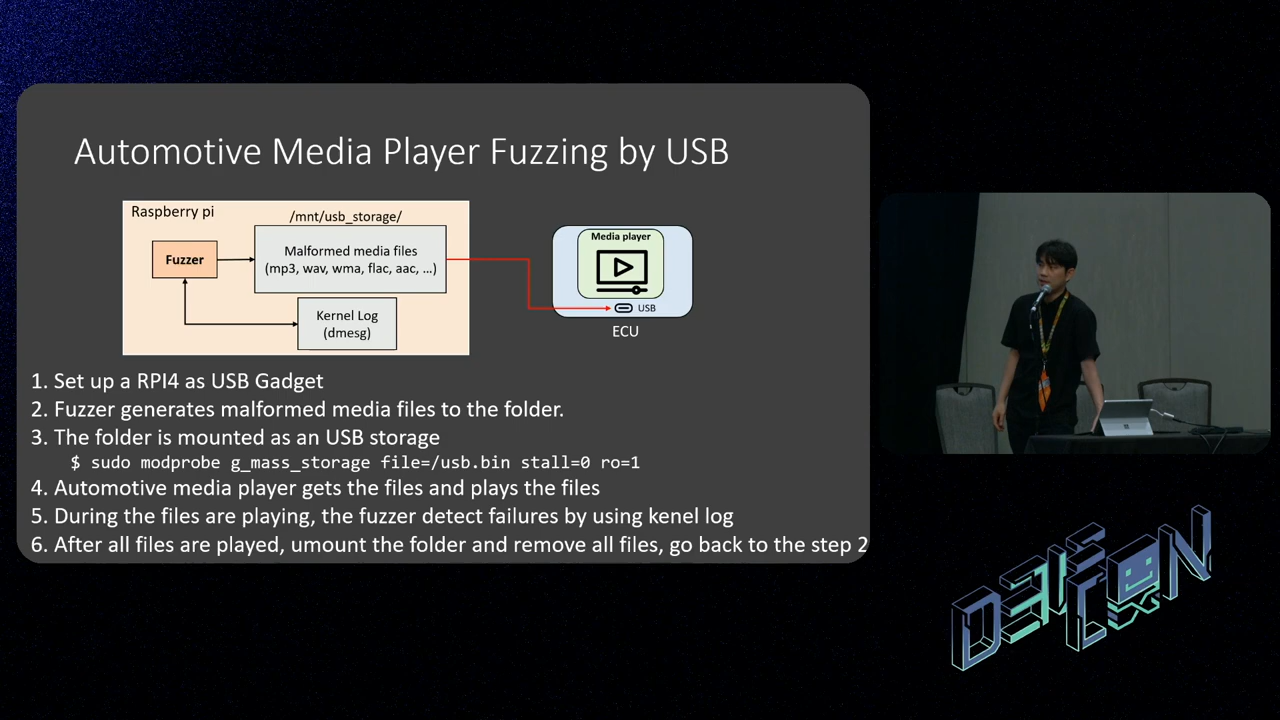 Automotive Media Player Fuzzing by USB
Raspberry pi
/mnt/usb_storage/
Fuzzer
Malformed media files
(mp3, wav, wma, flac, aac, …)
Kernel Log
(dmesg)
Media player
USB
ECU
1. Set up a RPI4 as USB Gadget
2. Fuzzer generates malformed media files to the folder.
3. The folder is mounted as an USB storage
$ sudo modprobe g_mass_storage file=/usb.bin stall=0 ro=1
4. Automotive media player gets the files and plays the files
5. During the files are playing, the fuzzer detect failures by using kenel log
6. After all files are played, umount the folder and remove all files, go back to the step 2
DEF CON